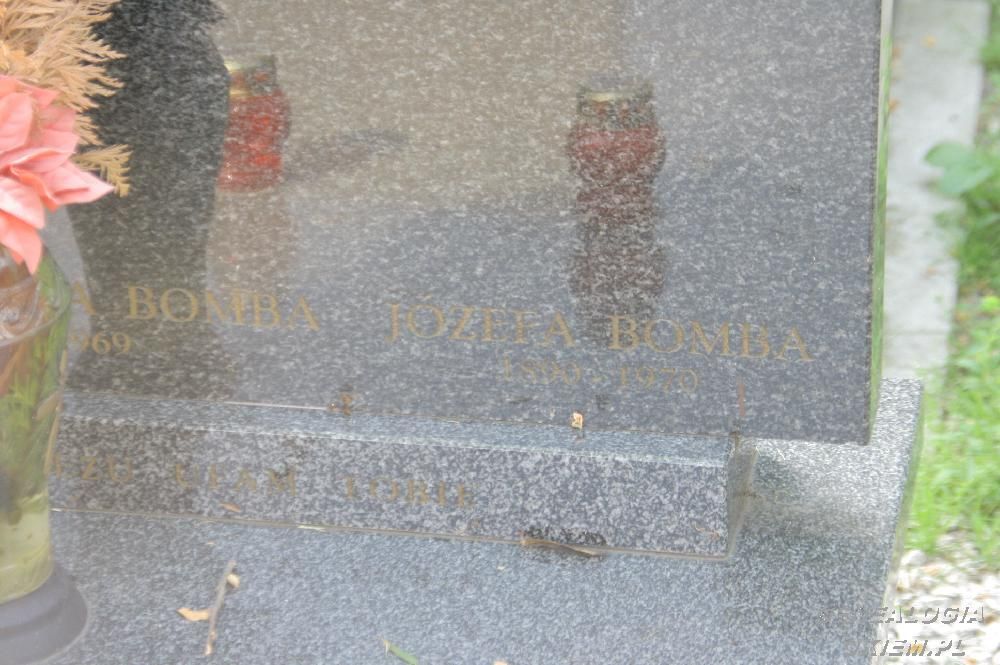 A BOMBA
969
JÓZEFA BOMBA
1890 - 1970
UFAM TOBIE